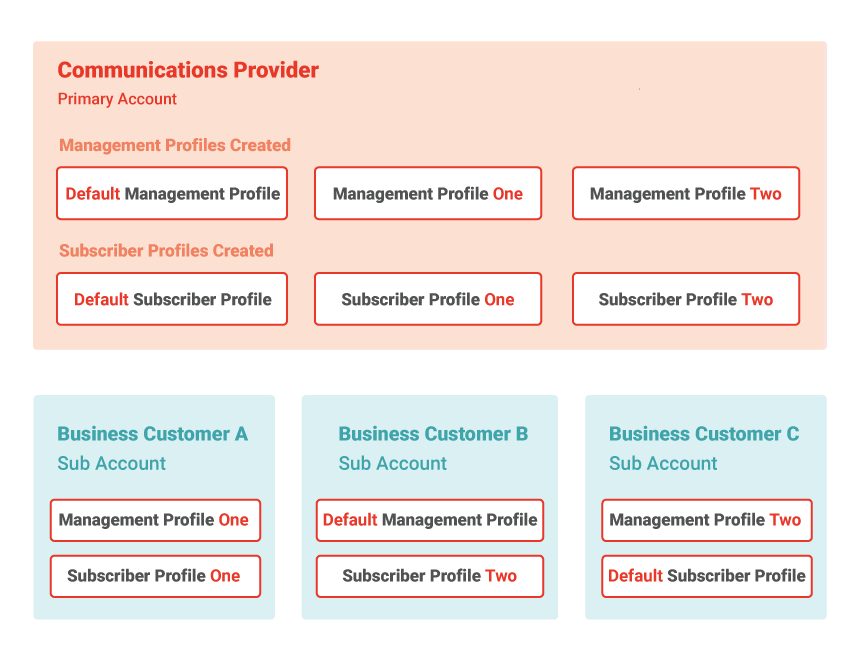 Communications Provider
Primary Account
Management Profiles Created
Default Management Profile
Management Profile One
Management Profile Two
Subscriber Profiles Created
Default Subscriber Profile
Subscriber Profile One
Subscriber Profile Two
Business Customer A
Sub Account
Management Profile One
Subscriber Profile One
Business Customer B
Sub Account
Default Management Profile
Subscriber Profile Two
Business Customer C
Sub Account
Management Profile Two
Default Subscriber Profile